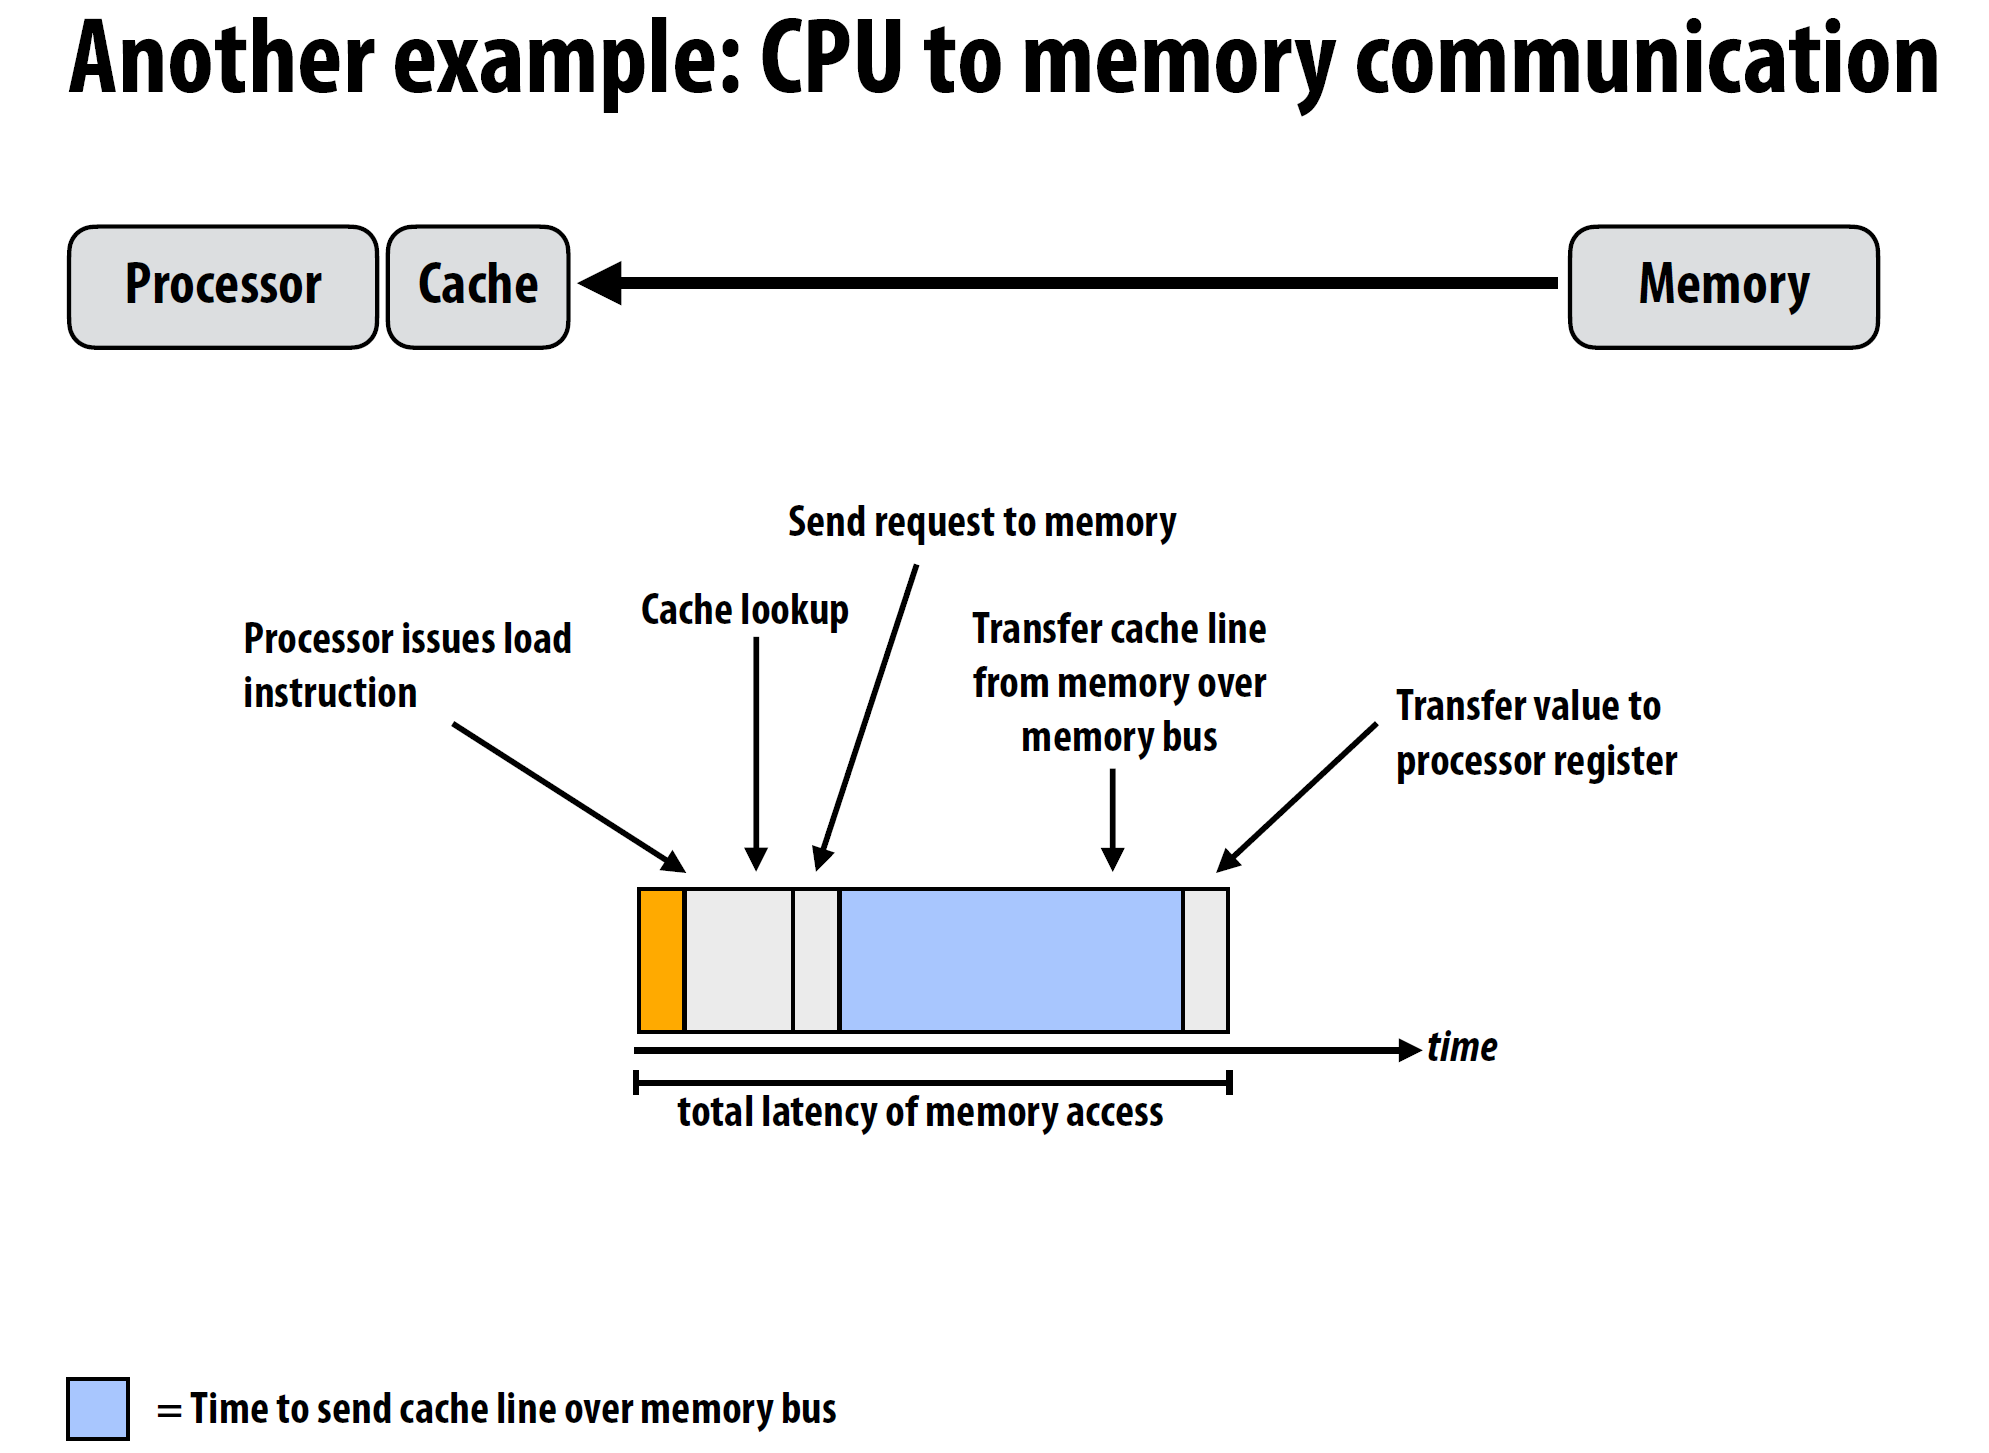 Another example: CPU to memory communication
Processor
Cache
Memory
Send request to memory
Cache lookup
Processor issues load
instruction
Transfer cache line
from memory over
memory bus
Transfer value to
processor register
time
total latency of memory access
= Time to send cache line over memory bus